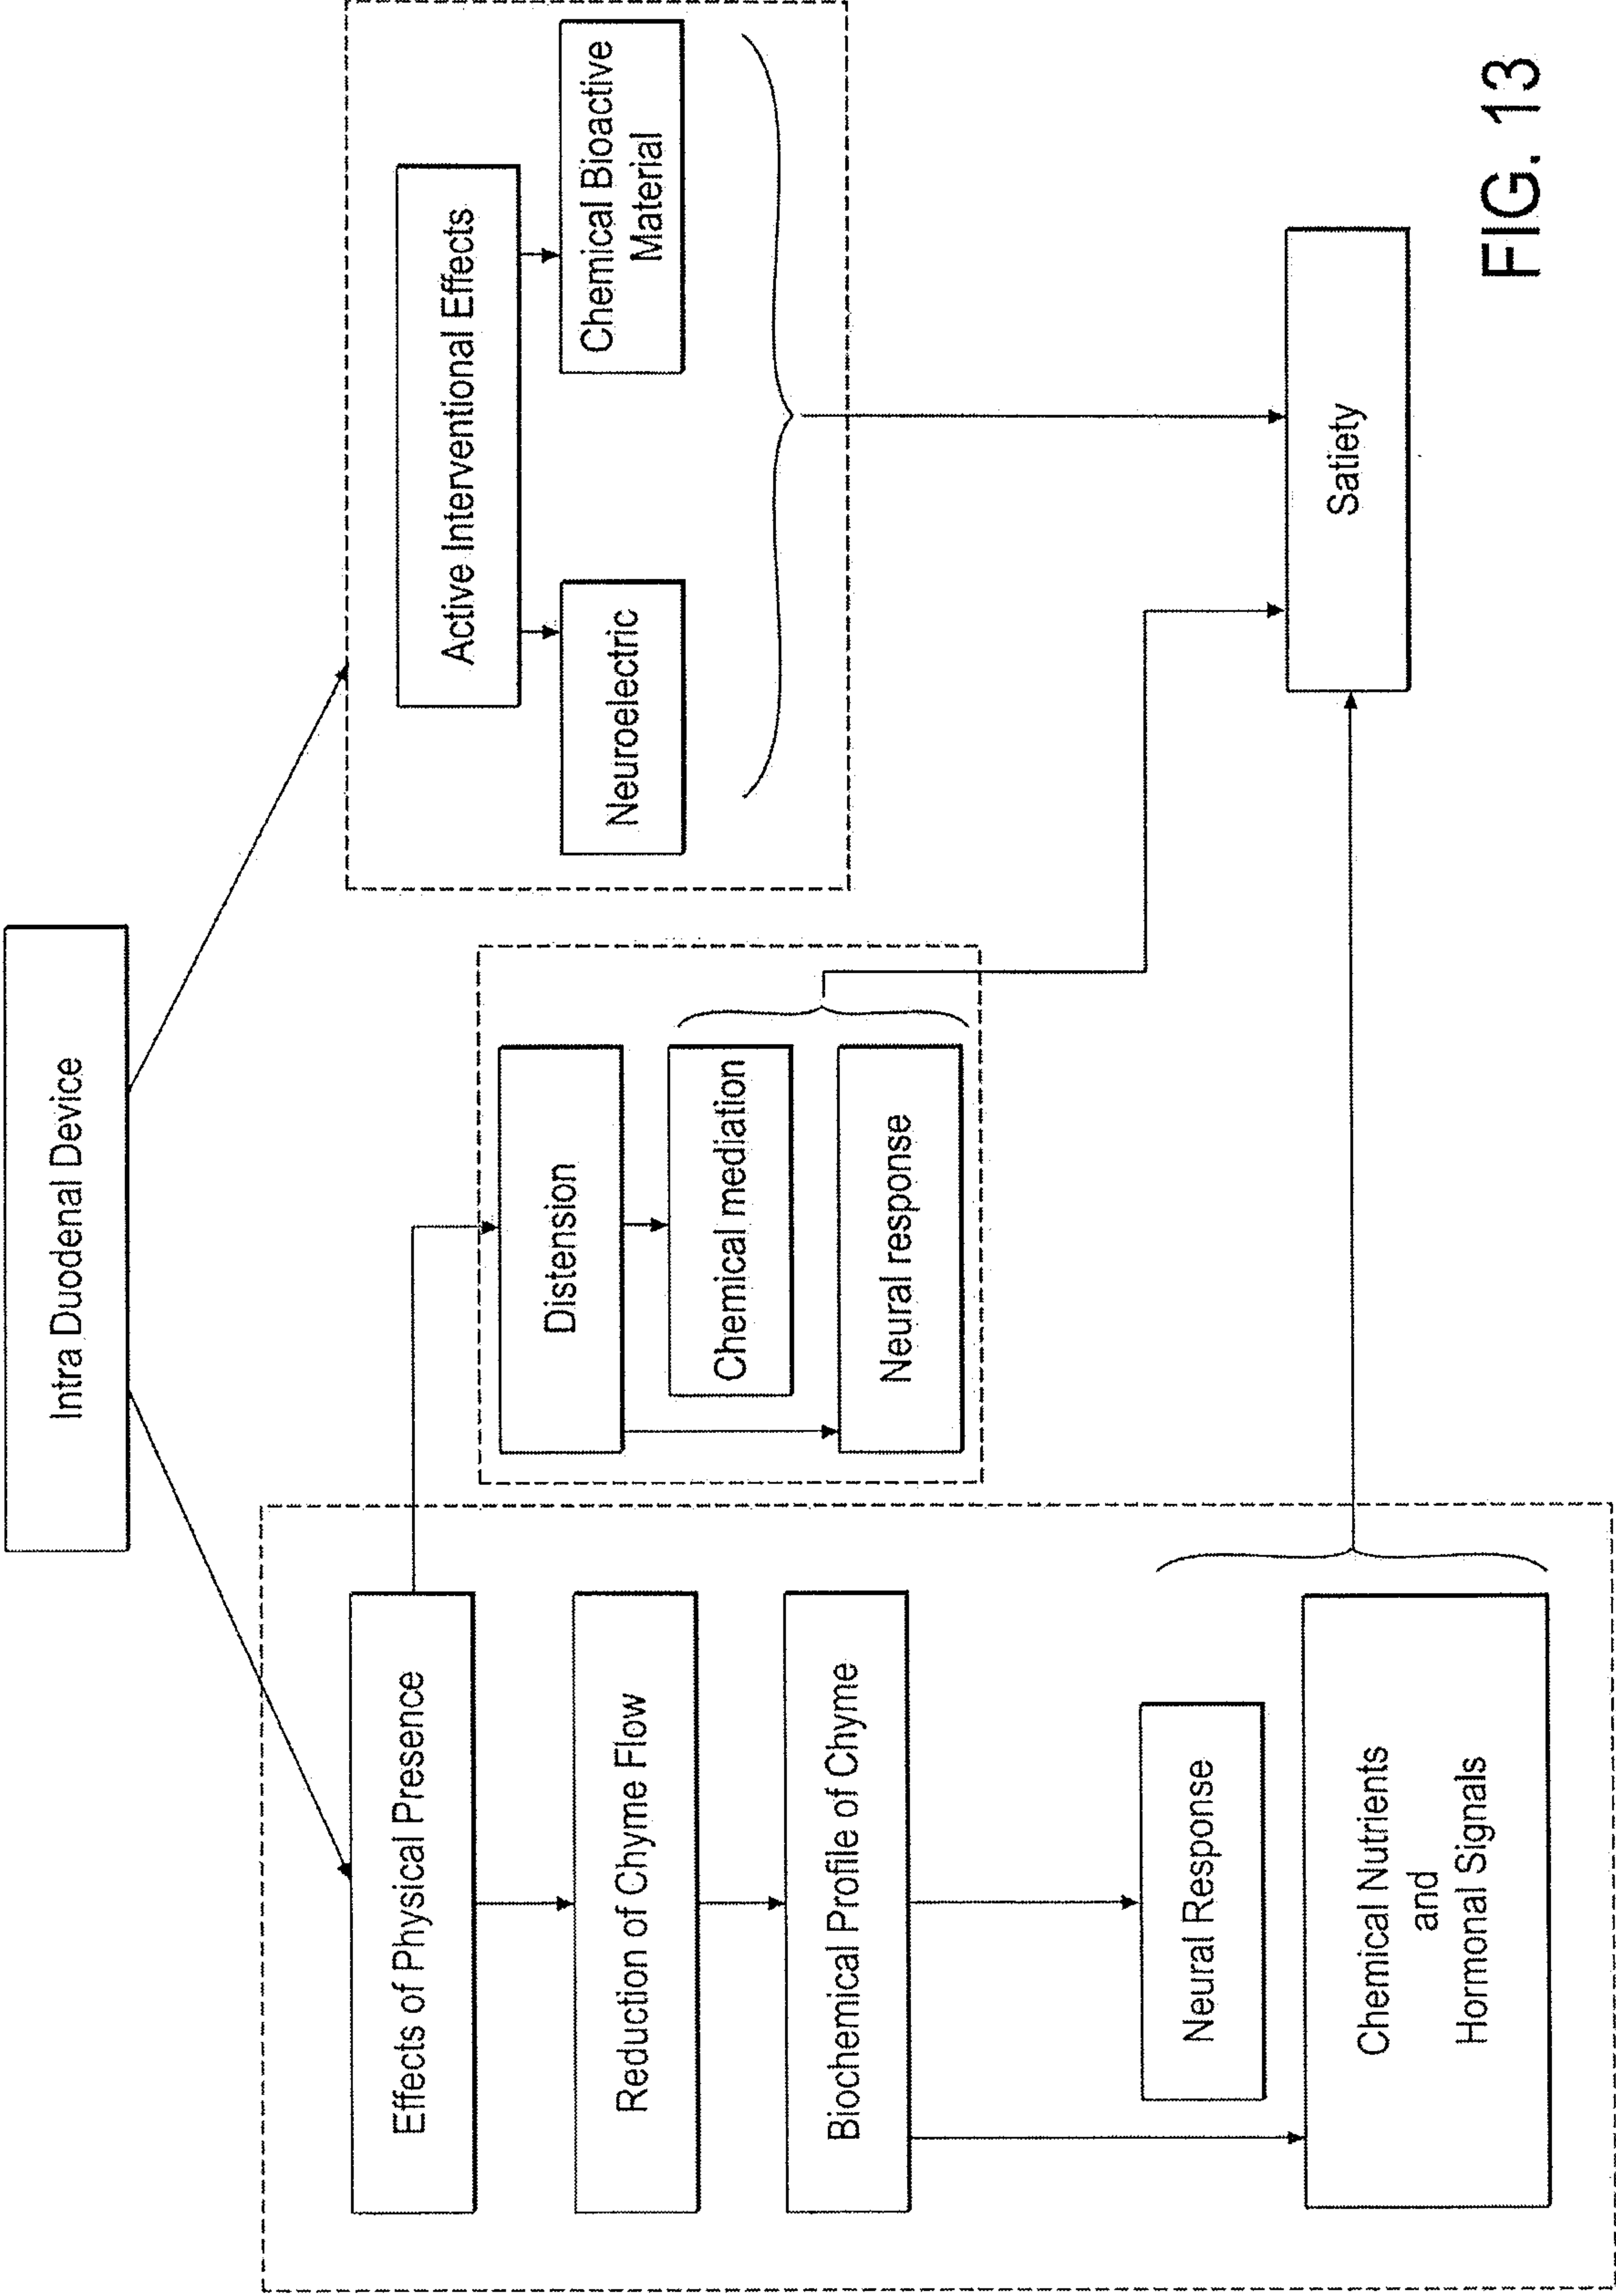 Intra Duodenal Device
Effects of Physical Presence
Reduction of Chyme Flow
Biochemical Profile of Chyme
Neural Response
Chemical Nutrients
and
Hormonal Signals
Distension
Chemical mediation
Neural response
Active Interventional Effects
Neuroelectric
Chemical Bioactive
Material
Satiety
FIG. 13